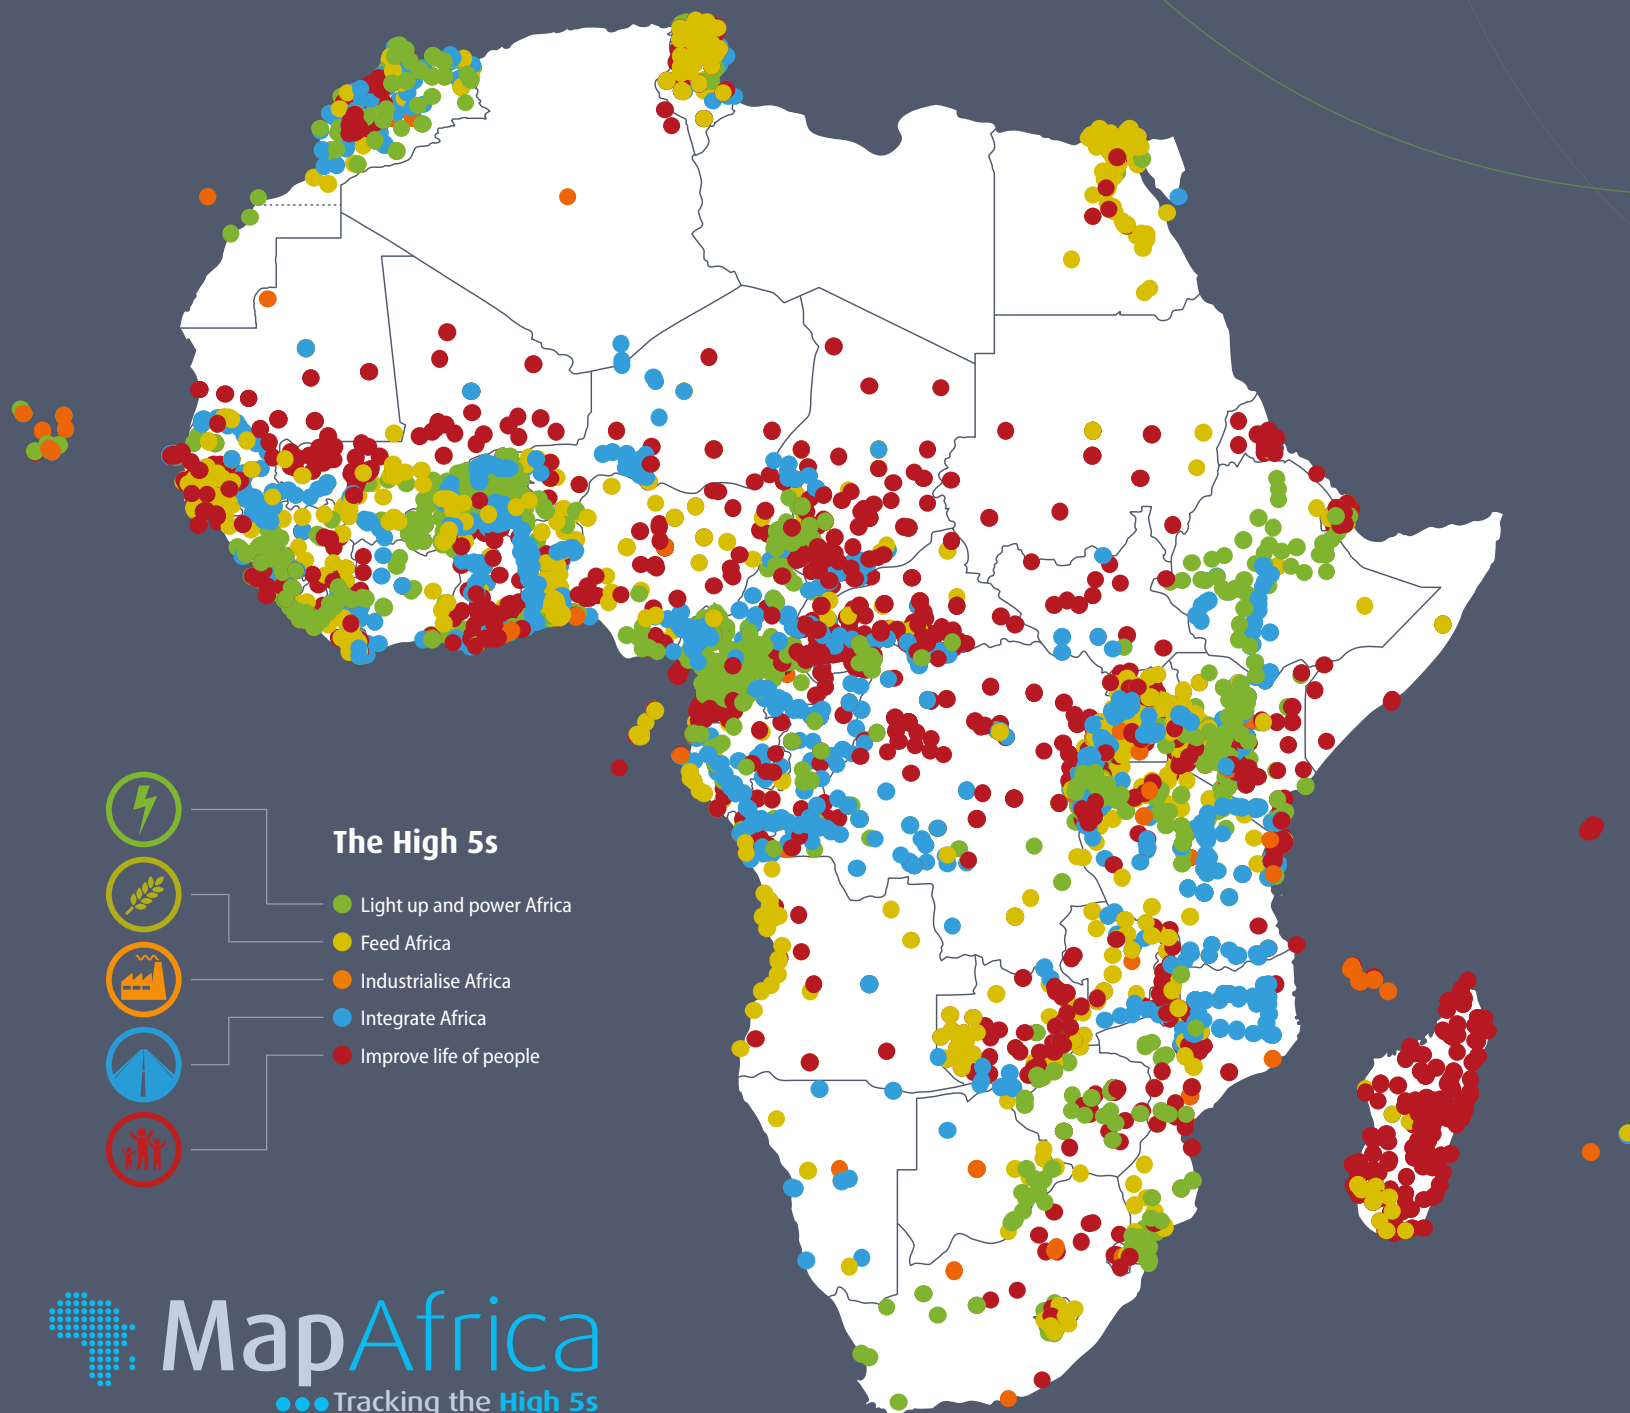 The High 5s
Light up and power Africa
Feed Africa
Industrialise Africa
Integrate Africa
Improve life of people
MapAfrica
Tracking the High 5s